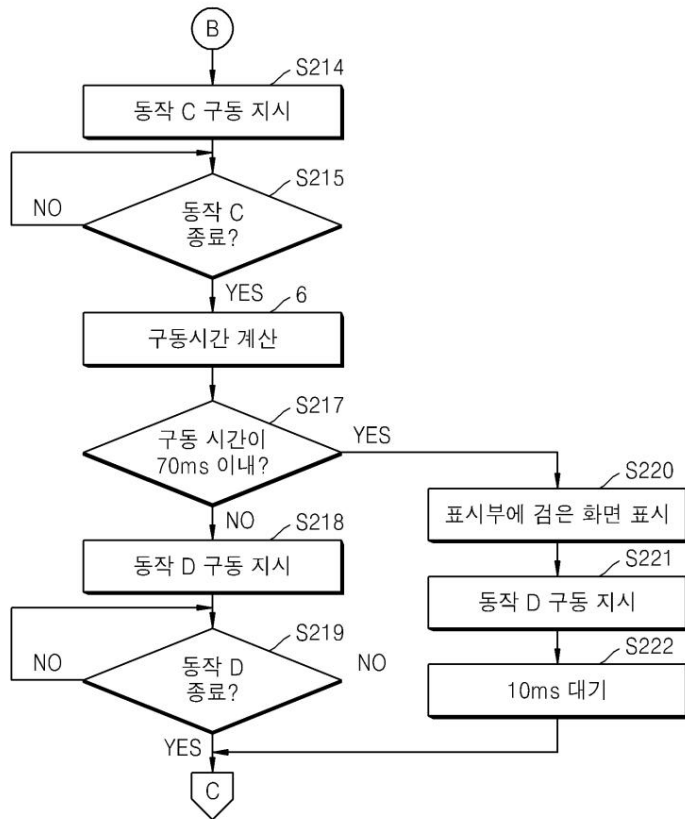 B
S214
동작 C 구동 지시
S215
NO
동작 C
종료?
YES
6
구동시간 계산
S217
구동 시간이
70ms 이내?
YES
NO
S218
동작 D 구동 지시
S219
NO
동작 D
종료?
NO
YES
C
S220
표시부에 검은 화면 표시
S221
동작 D 구동 지시
S222
10ms 대기